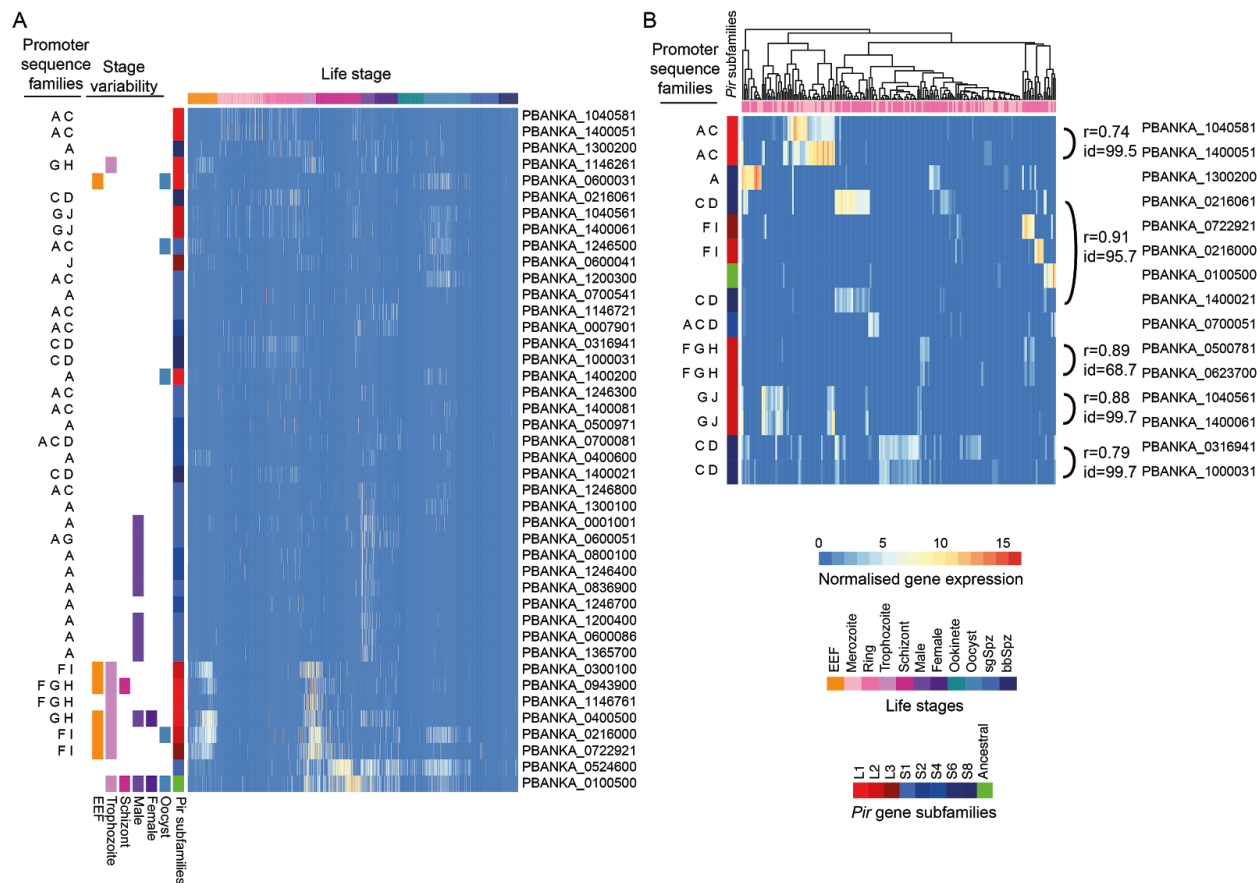 A
Promoter
sequence
families
Stage
variability
Life stage
A C PBANKA_1040581
A C PBANKA_1400051
A PBANKA_1300200
G H PBANKA_1146261
PBANKA_0600031
C D PBANKA_0216061
G J PBANKA_1040561
G J PBANKA_1400061
A C PBANKA_1246500
J PBANKA_0600041
A C PBANKA_1200300
A PBANKA_0700541
A C PBANKA_1146721
A C PBANKA_0007901
C D PBANKA_0316941
C D PBANKA_1000031
A PBANKA_1400200
A C PBANKA_1246300
A C PBANKA_1400081
A PBANKA_0500971
A C D PBANKA_0700081
A PBANKA_0400600
C D PBANKA_1400021
A C PBANKA_1246800
A PBANKA_1300100
A PBANKA_0001001
A G PBANKA_0600051
A PBANKA_0800100
A PBANKA_1246400
A PBANKA_0836900
A PBANKA_1246700
A PBANKA_1200400
A PBANKA_0600086
A PBANKA_1365700
F I PBANKA_0300100
F G H PBANKA_0943900
F G H PBANKA_1146761
G H PBANKA_0400500
F I PBANKA_0216000
F I PBANKA_0722921
PBANKA_0524600
PBANKA_0100500
EEF
Trophozoite
Schizont
Male
Female
Oocyst
Pir subfamilies
B
Promoter
sequence
families
Pir subfamilies
A C PBANKA_1040581
r=0.74
id=99.5
A C PBANKA_1400051
A PBANKA_1300200
C D PBANKA_0216061
F I PBANKA_0722921
r=0.91
id=95.7
F I PBANKA_0216000
PBANKA_0100500
C D PBANKA_1400021
A C D PBANKA_0700051
F G H PBANKA_0500781
r=0.89
id=68.7
F G H PBANKA_0623700
G J PBANKA_1040561
r=0.88
id=99.7
G J PBANKA_1400061
C D PBANKA_0316941
r=0.79
id=99.7
C D PBANKA_1000031
0 5 10 15
Normalised gene expression
EEF
Merozoite
Ring
Trophozoite
Schizont
Male
Female
Ookinete
Oocyst
sgSpz
bbSpz
Life stages
L1
L2
L3
S1
S2
S4
S6
S8
Ancestral
Pir gene subfamilies